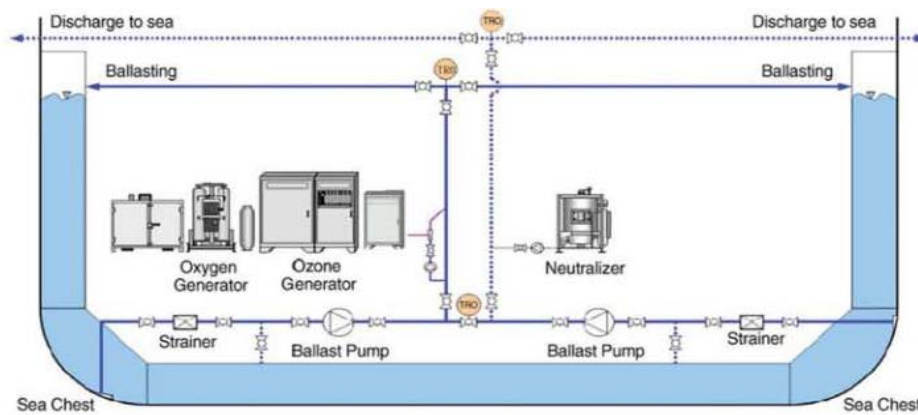 Discharge to sea
TRO
Discharge to sea
Ballasting
TRO
Ballasting
Oxygen
Generator
Ozone
Generator
Neutralizer
TRO
Strainer
Ballast Pump
Ballast Pump
Strainer
Sea Chest
Sea Chest